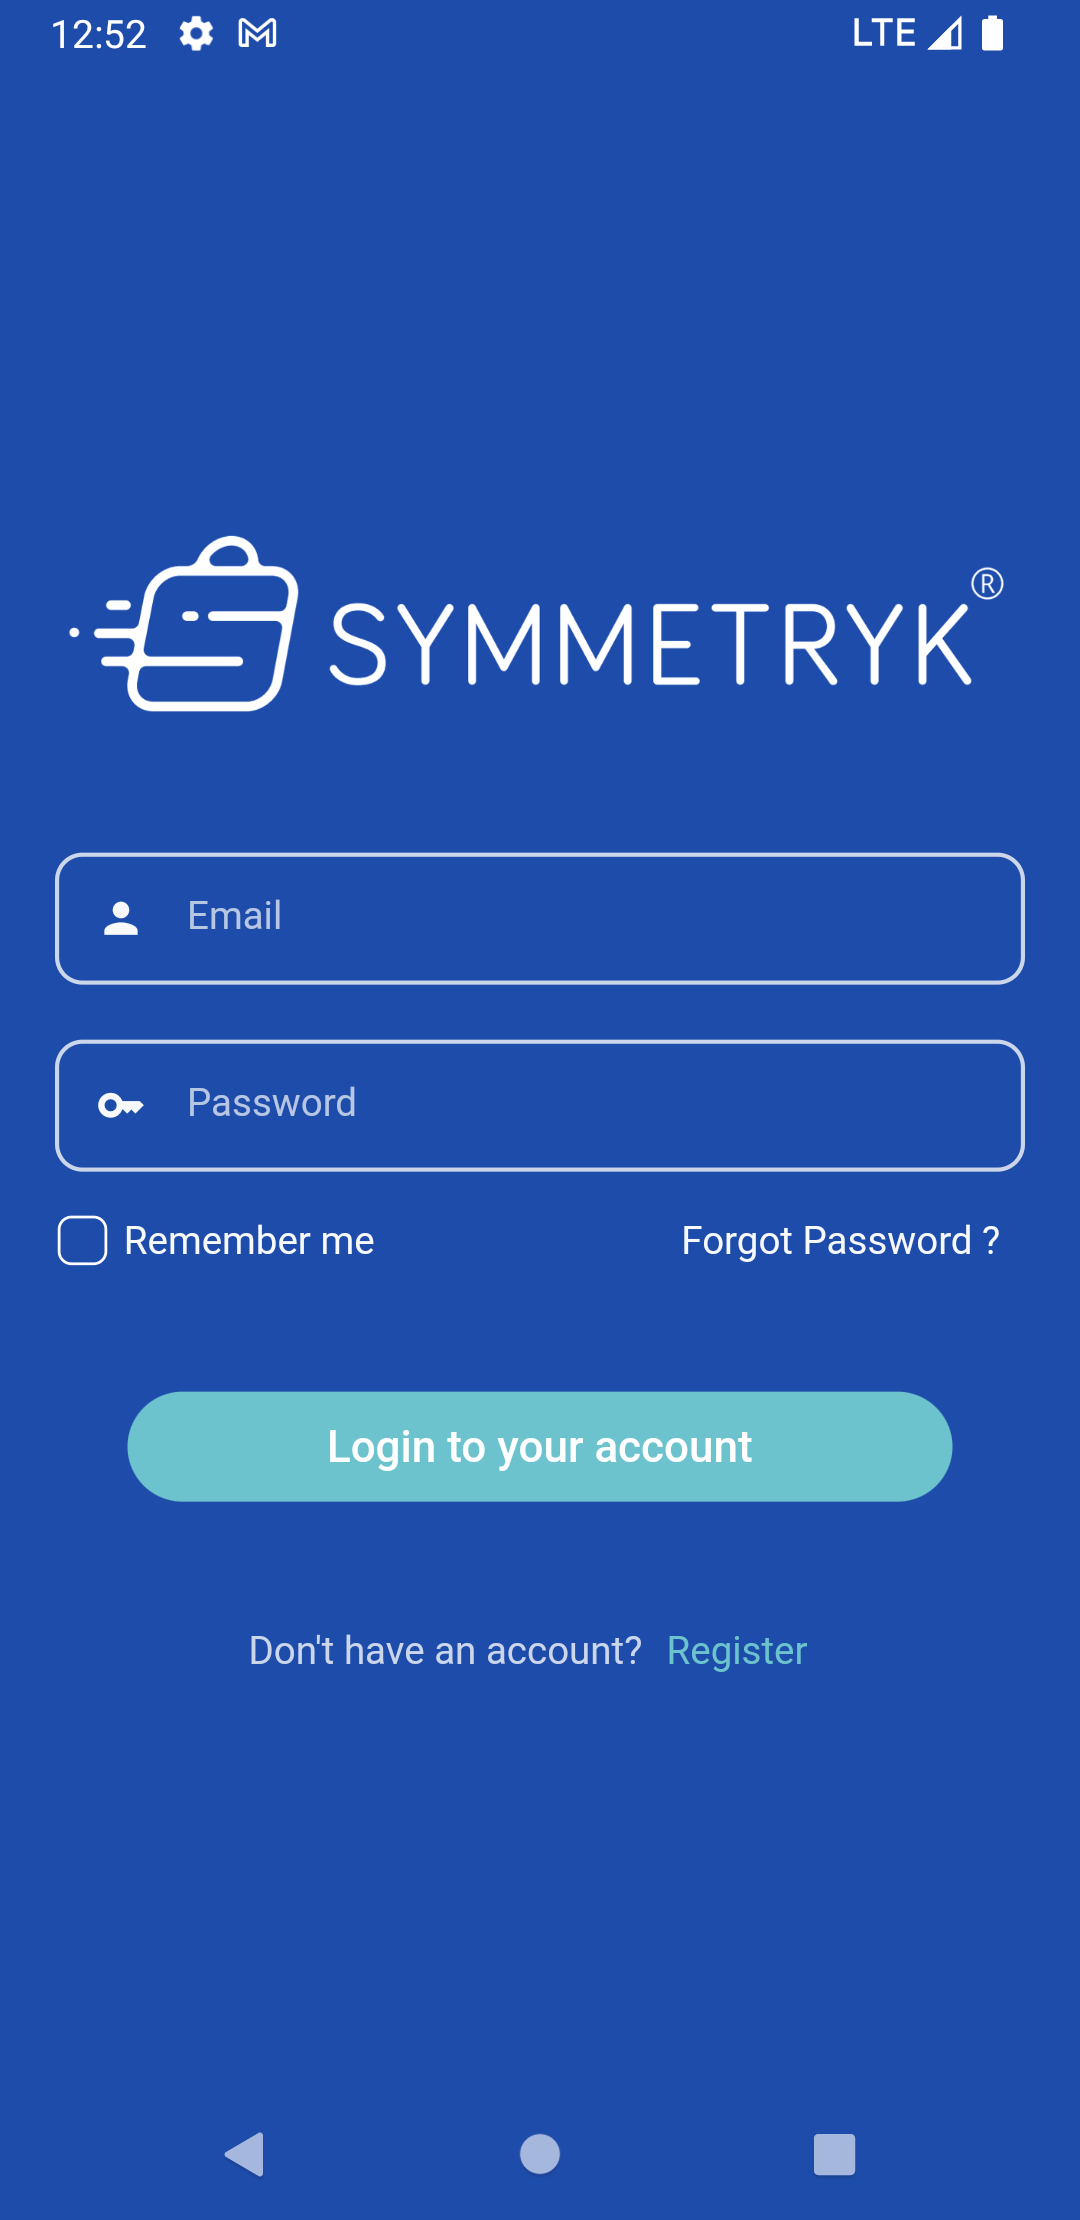 12:52 LTE
SYMMETRYK®
Email
Password
Remember me Forgot Password ?
Login to your account
Don't have an account? Register